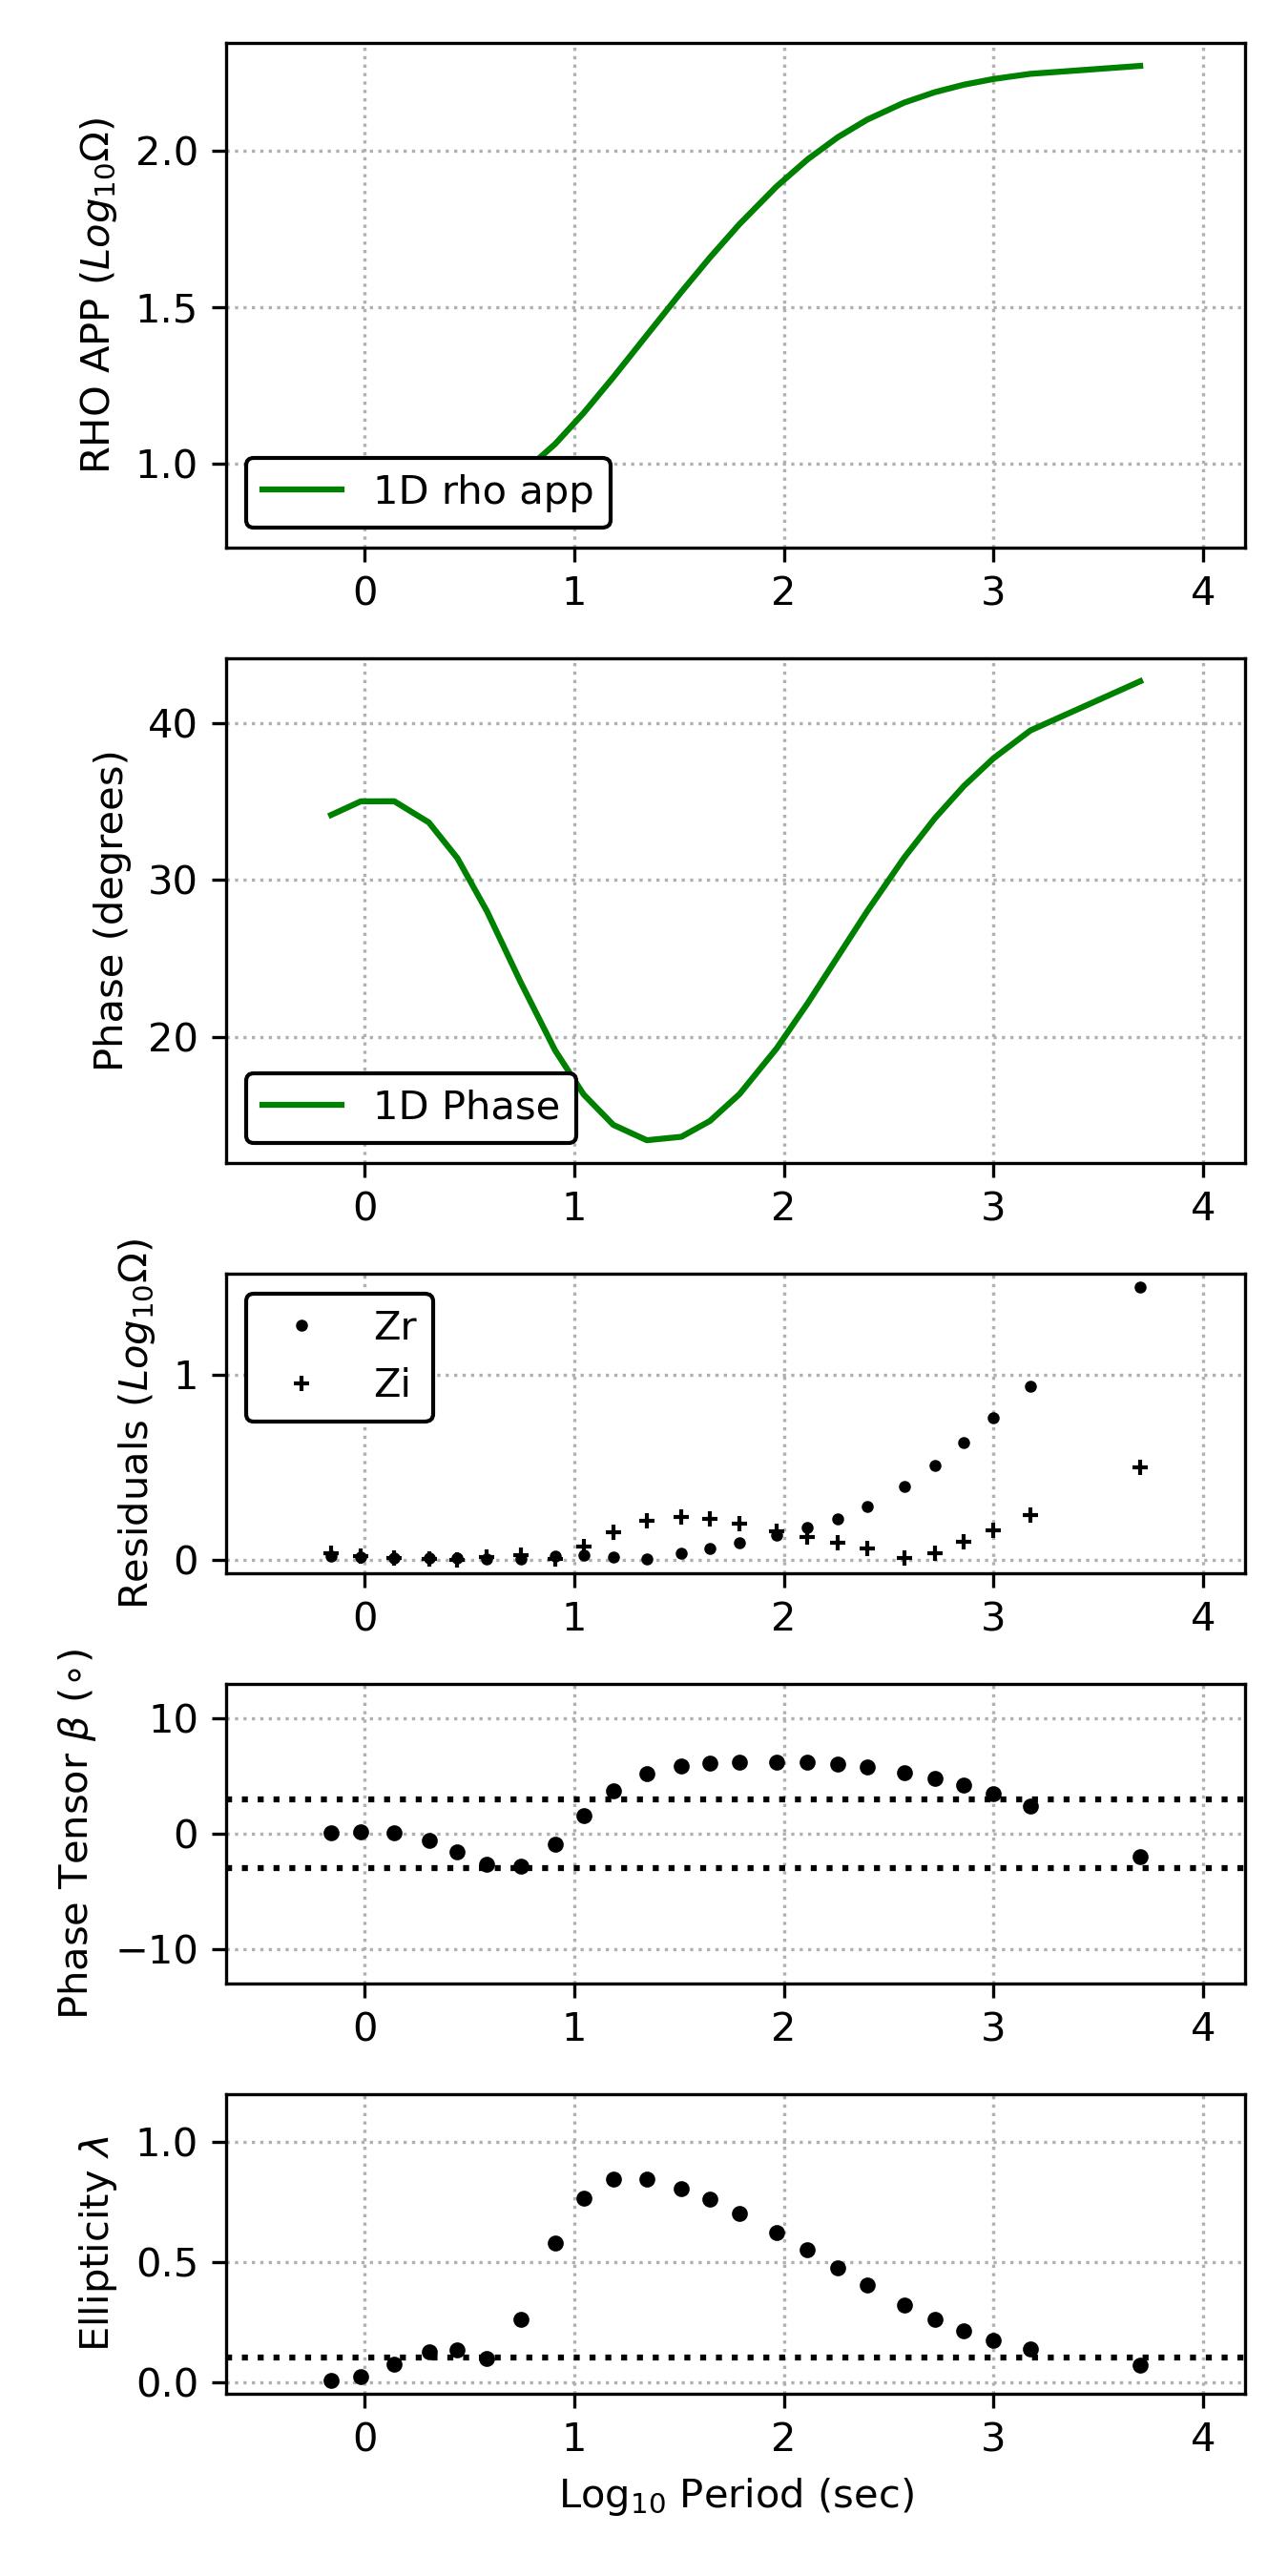 RHO APP (Log₁₀Ω)
2.0
1.5
1.0
1D rho app
0 1 2 3 4
Phase (degrees)
40
30
20
1D Phase
0 1 2 3 4
Residuals (Log₁₀Ω)
1
0
Zr
Zi
0 1 2 3 4
Phase Tensor β (∘)
10
0
−10
0 1 2 3 4
Ellipticity λ
1.0
0.5
0.0
0 1 2 3 4
Log₁₀ Period (sec)